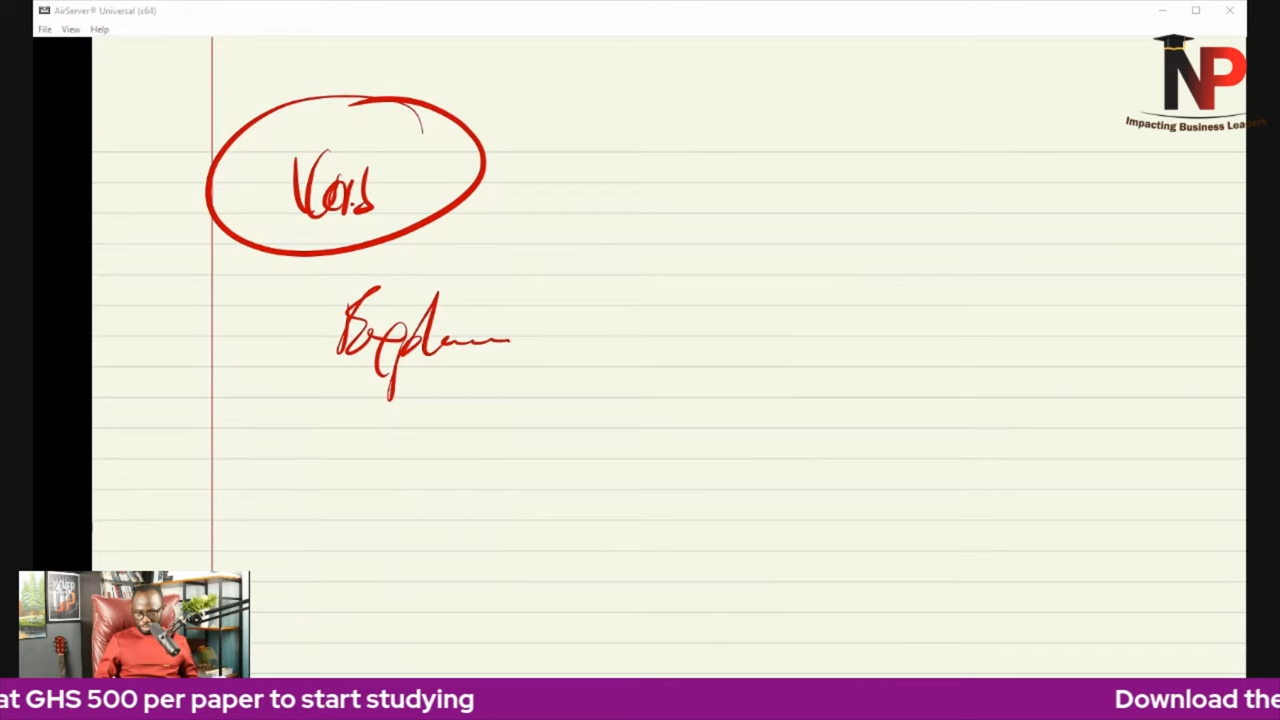 AirServer® Universal (x64)
File View Help
NP
Impacting Business Leaders
at GHS 500 per paper to start studying
Download the